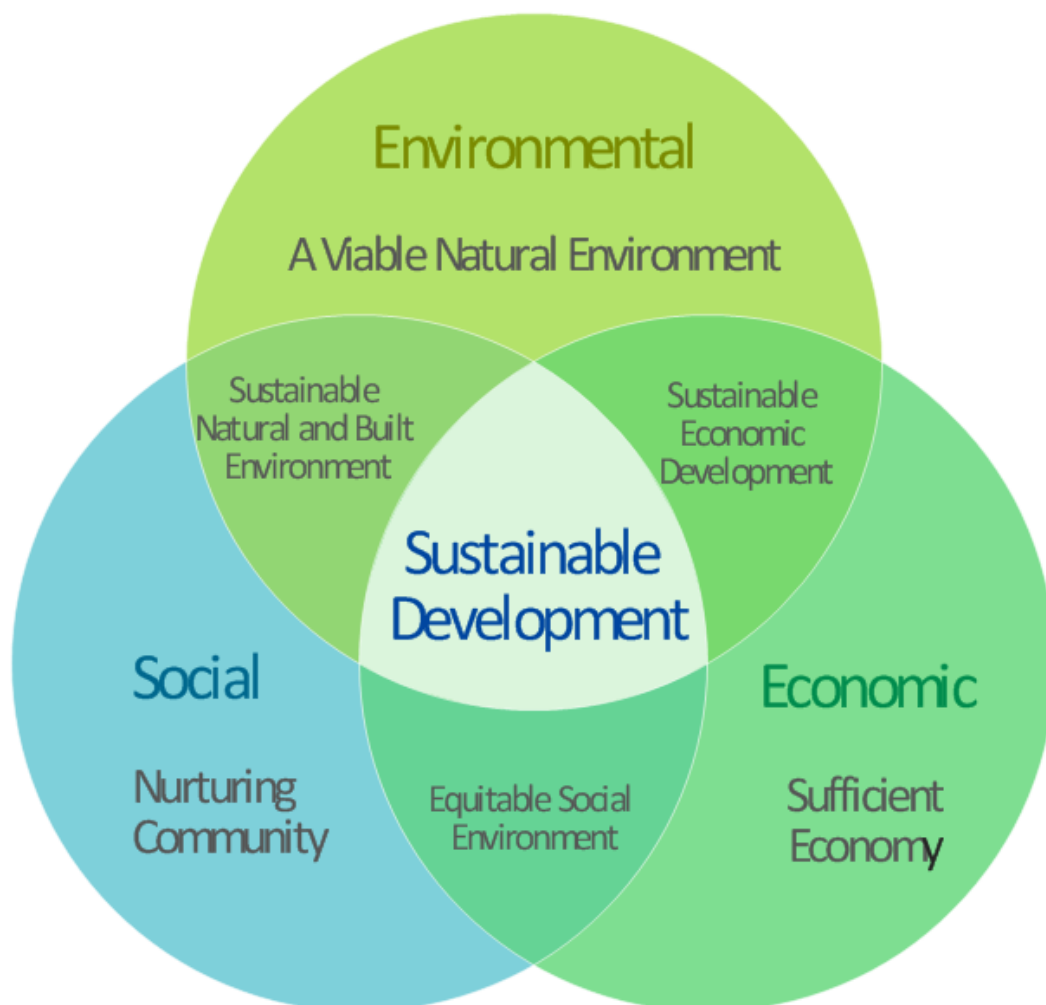 Environmental
A Viable Natural Environment
Sustainable
Natural and Built
Environment
Sustainable
Economic
Development
Sustainable
Development
Social
Nurturing
Community
Economic
Sufficient
Economy
Equitable Social
Environment